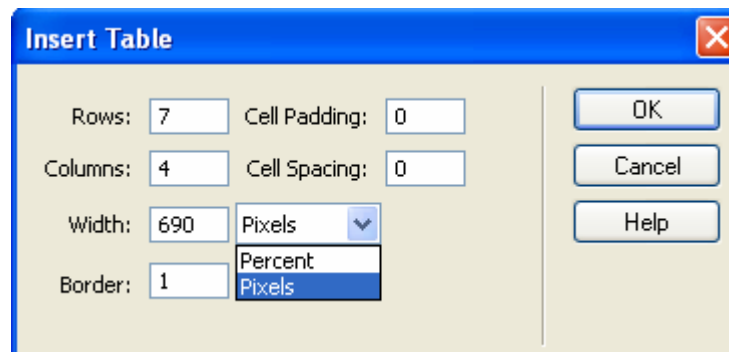 Insert Table
Rows: 7 Cell Padding: 0 OK
Columns: 4 Cell Spacing: 0 Cancel
Width: 690 Pixels Help
Percent
Border: 1 Pixels